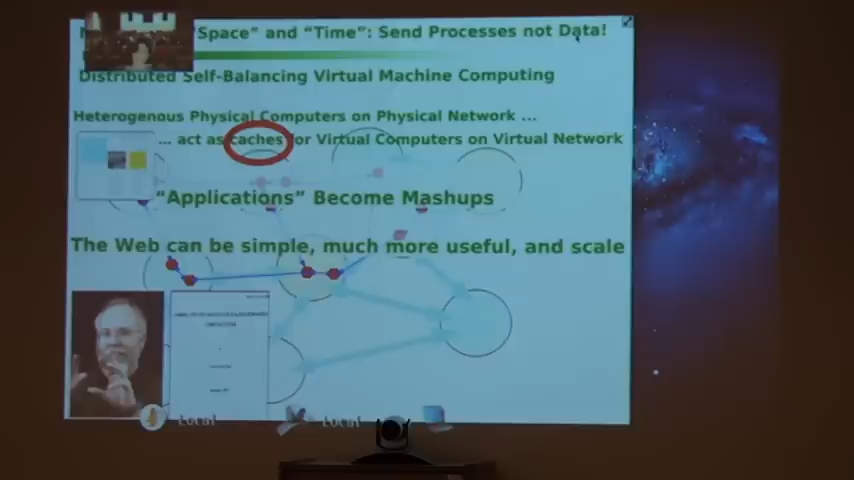 "Space" and "Time": Send Processes not Data!
Distributed Self-Balancing Virtual Machine Computing
Heterogenous Physical Computers on Physical Network ...
... act as caches for Virtual Computers on Virtual Network
"Applications" Become Mashups
The Web can be simple, much more useful, and scale
Local Local